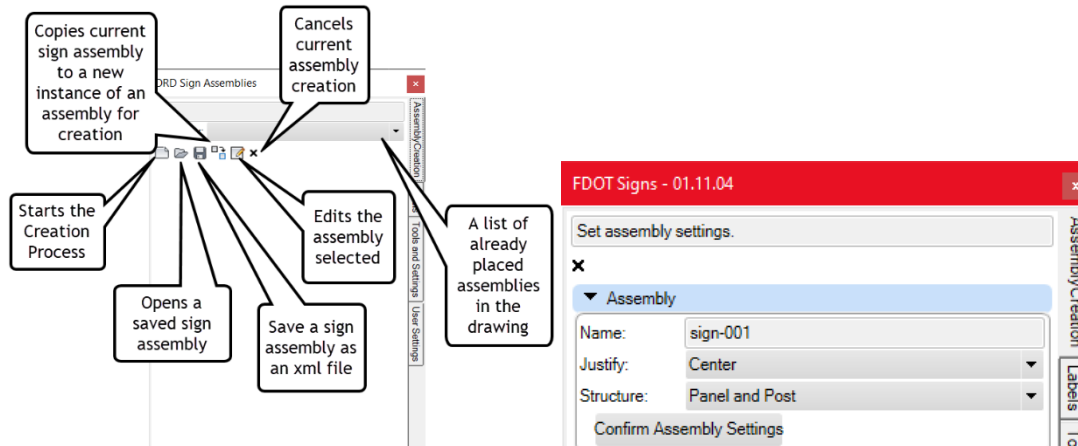 Copies current
sign assembly
to a new
instance of an
assembly for
creation
Cancels
current
assembly
creation
ORD Sign Assemblies
AssemblyCreation
Tools and Settings
User Settings
Starts the
Creation
Process
Opens a
saved sign
assembly
Save a sign
assembly as
an xml file
Edits the
assembly
selected
A list of
already
placed
assemblies
in the
drawing
FDOT Signs - 01.11.04
Set assembly settings.
Assembly
Name: sign-001
Justify: Center
Structure: Panel and Post
Confirm Assembly Settings
AssemblyCreation
Labels